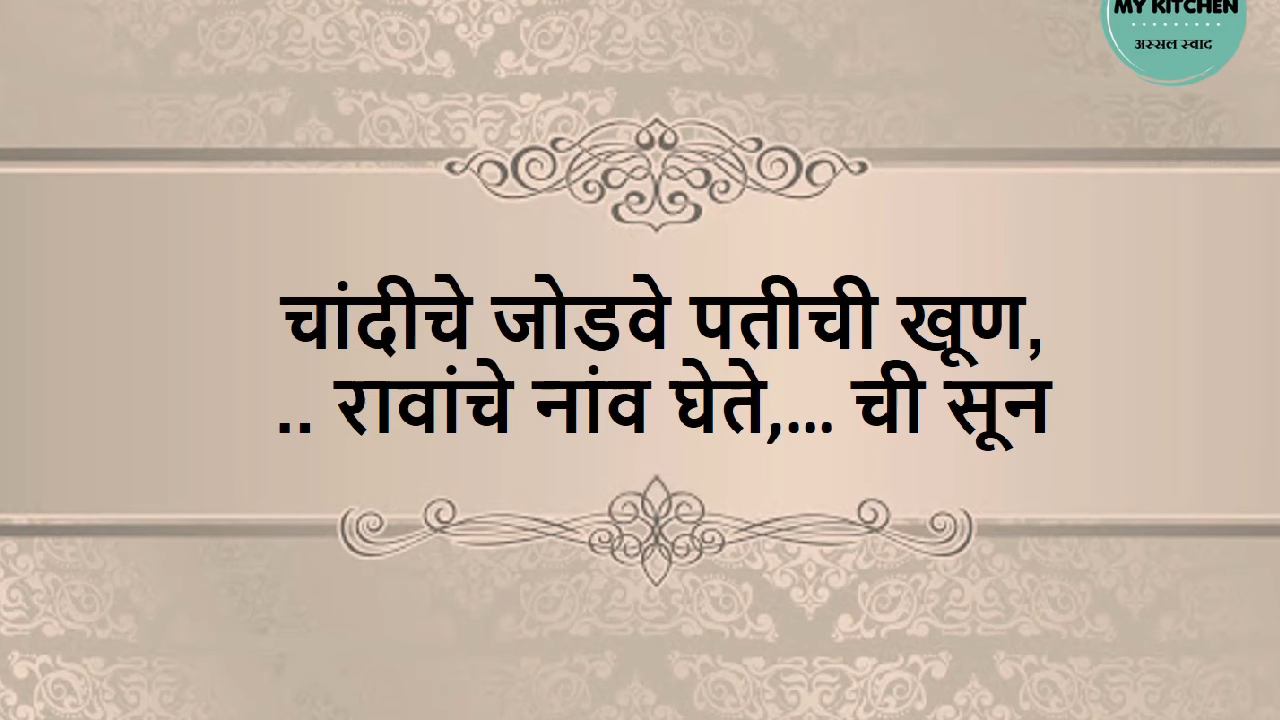 MY KITCHEN
अस्सल स्वाद
चांदीचे जोडवे पतीची खूण,
.. रावांचे नांव घेते,... ची सून